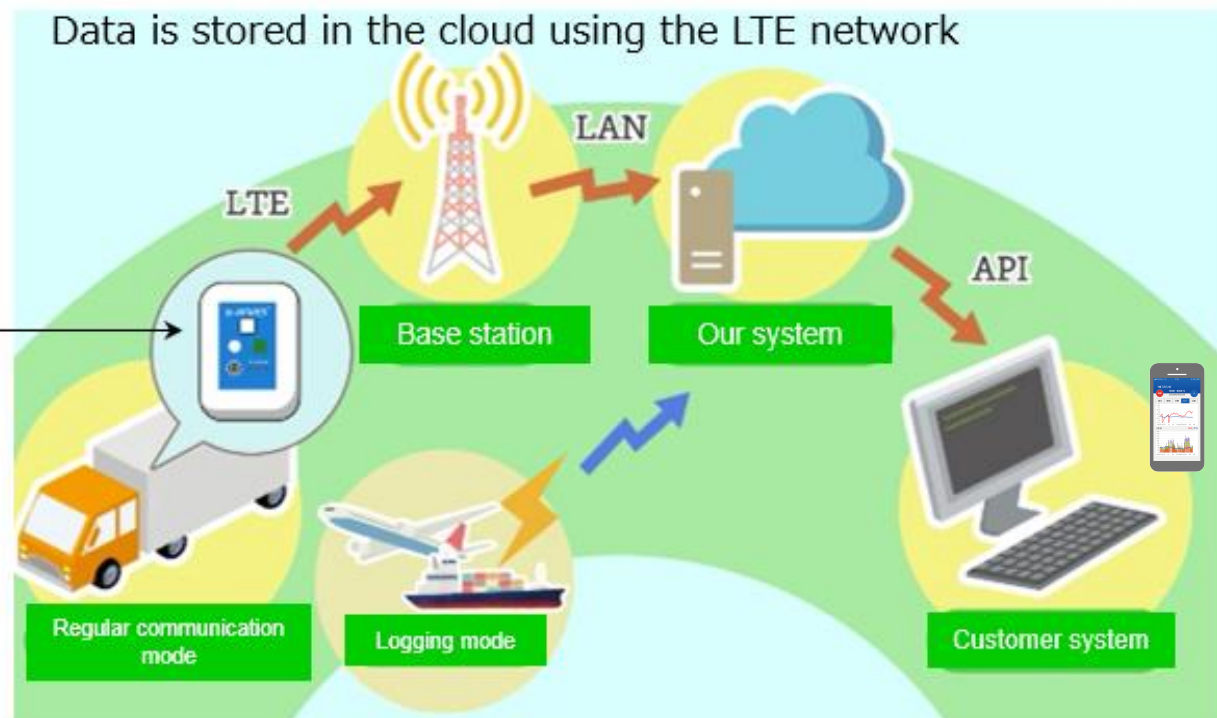 Data is stored in the cloud using the LTE network
LAN
LTE
API
Base station
Our system
Regular communication
mode
Logging mode
Customer system